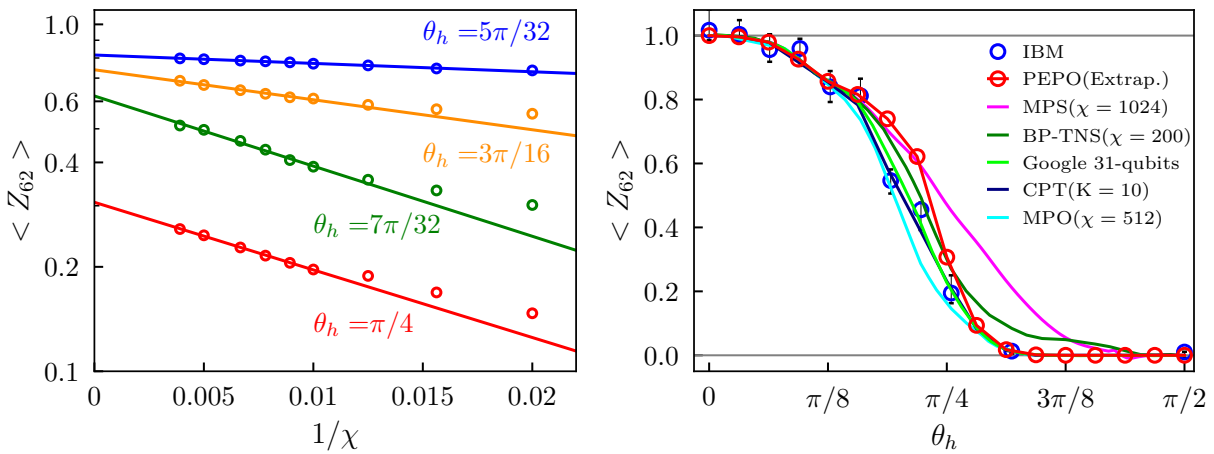 1.0
0.6
0.4
0.2
0.1
< Z₆₂ >
θₕ =5π/32
θₕ =3π/16
θₕ =7π/32
θₕ =π/4
0
0.005
0.01
0.015
0.02
1/χ
1.0
0.8
0.6
0.4
0.2
0.0
< Z₆₂ >
IBM
PEPO(Extrap.)
MPS(χ = 1024)
BP-TNS(χ = 200)
Google 31-qubits
CPT(K = 10)
MPO(χ = 512)
0
π/8
π/4
3π/8
π/2
θₕ